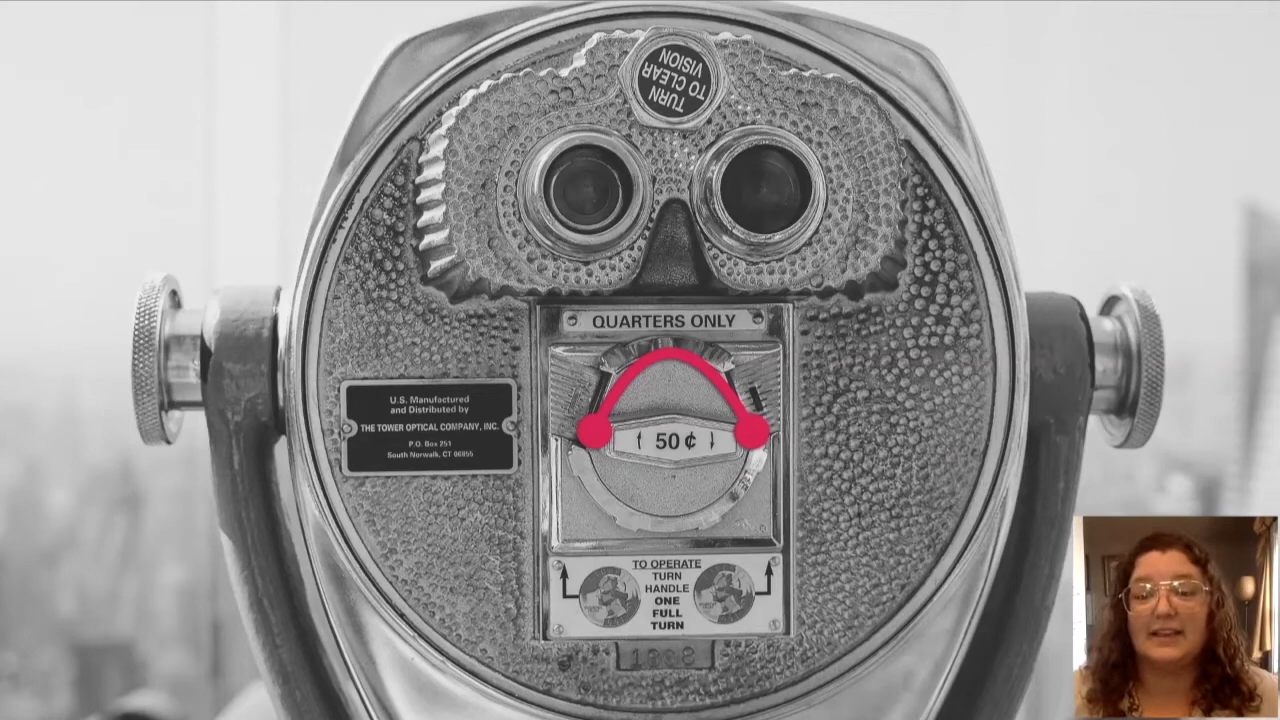 TURN
TO CLEAR
VISION
QUARTERS ONLY
50¢
U.S. Manufactured
and Distributed by
THE TOWER OPTICAL COMPANY, INC.
P.O. Box 251
South Norwalk, CT 06855
TO OPERATE
TURN
HANDLE
ONE
FULL
TURN